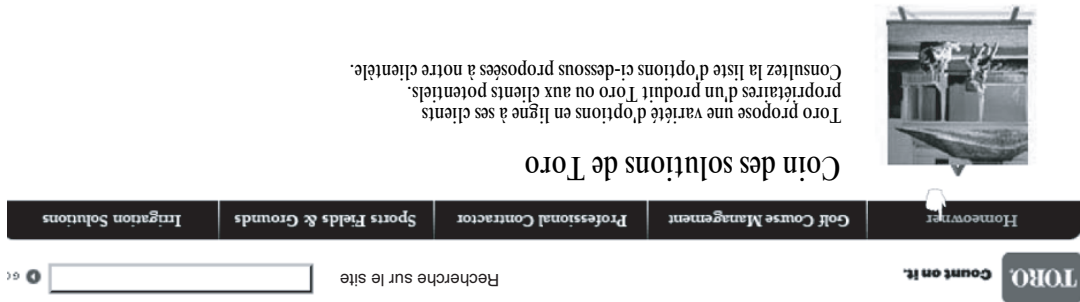 TORO. Count on it. Recherche sur le site
Homeowner Golf Course Management Professional Contractor Sports Fields & Grounds Irrigation Solutions
Coin des solutions de Toro
Toro propose une variété d'options en ligne à ses clients
propriétaires d'un produit Toro ou aux clients potentiels.
Consultez la liste d'options ci-dessous proposées à notre clientèle.